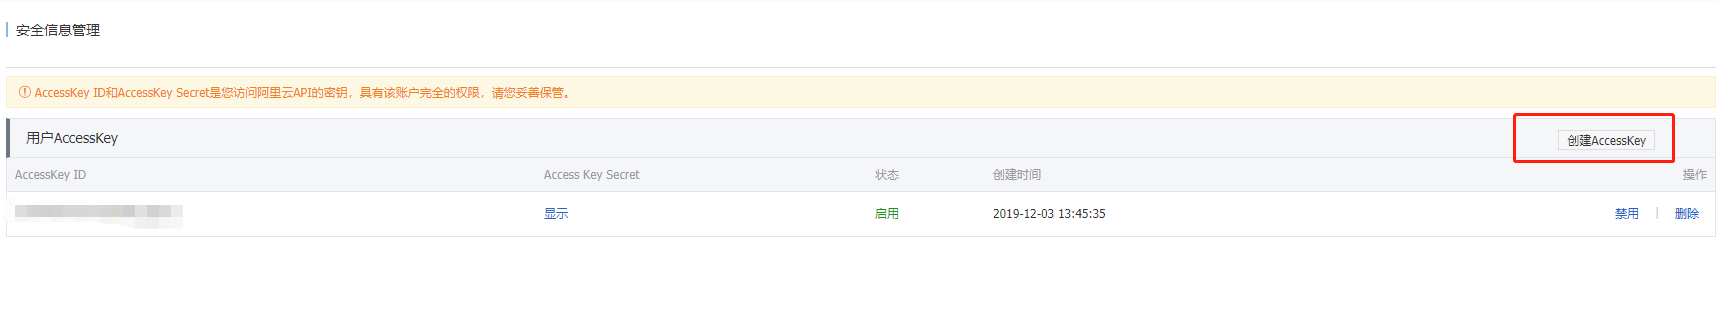 安全信息管理
AccessKey ID和AccessKey Secret是您访问阿里云API的密钥，具有该账户完全的权限，请您妥善保管。
用户AccessKey 创建AccessKey
AccessKey ID Access Key Secret 状态 创建时间 操作
显示 启用 2019-12-03 13:45:35 禁用 | 删除